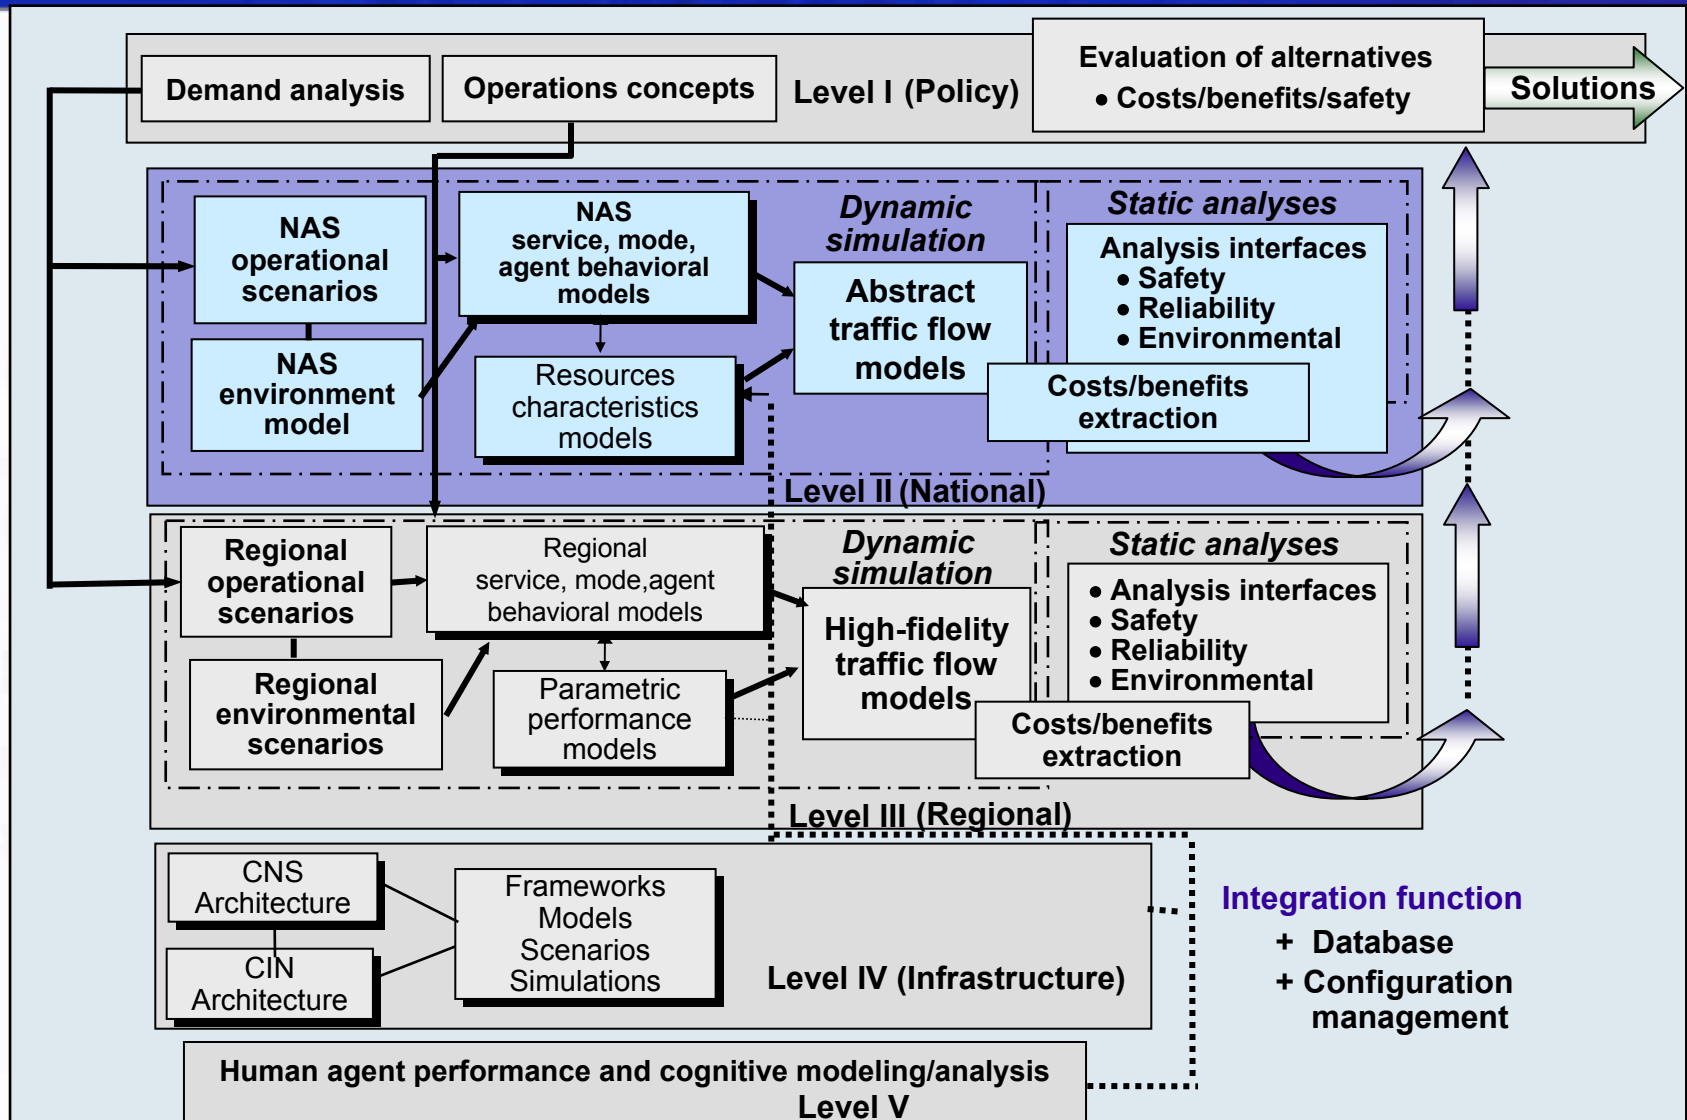 Demand analysis
Operations concepts
Level I (Policy)
Evaluation of alternatives
• Costs/benefits/safety
Solutions
NAS
operational
scenarios
NAS
environment
model
NAS
service, mode,
agent behavioral
models
Resources
characteristics
models
Dynamic
simulation
Abstract
traffic flow
models
Static analyses
Analysis interfaces
• Safety
• Reliability
• Environmental
Costs/benefits
extraction
Level II (National)
Regional
operational
scenarios
Regional
environmental
scenarios
Regional
service, mode,agent
behavioral models
Parametric
performance
models
Dynamic
simulation
High-fidelity
traffic flow
models
Static analyses
• Analysis interfaces
• Safety
• Reliability
• Environmental
Costs/benefits
extraction
Level III (Regional)
CNS
Architecture
CIN
Architecture
Frameworks
Models
Scenarios
Simulations
Level IV (Infrastructure)
Integration function
+ Database
+ Configuration
management
Human agent performance and cognitive modeling/analysis
Level V